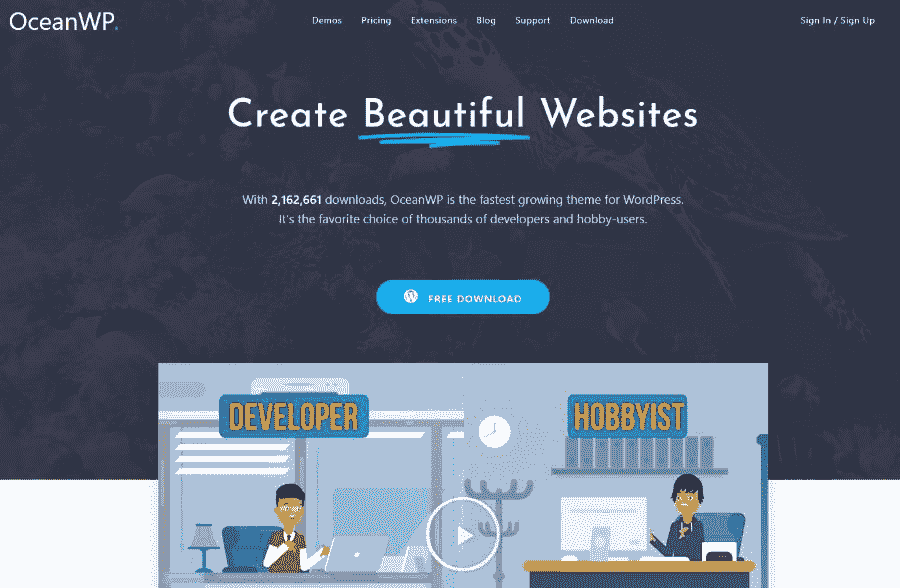 OceanWP.
Demos Pricing Extensions Blog Support Download
Sign In / Sign Up
Create Beautiful Websites
With 2,162,661 downloads, OceanWP is the fastest growing theme for WordPress.
It's the favorite choice of thousands of developers and hobby-users.
FREE DOWNLOAD
DEVELOPER
HOBBYIST